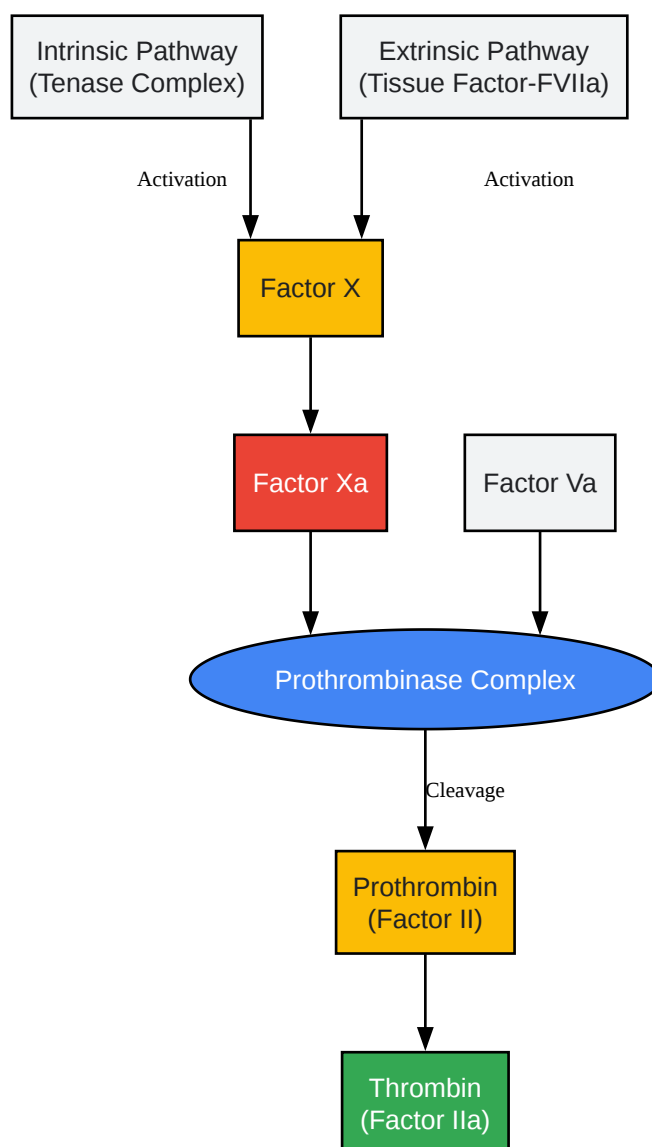 Intrinsic Pathway
(Tenase Complex)
Extrinsic Pathway
(Tissue Factor-FVIIa)
Activation
Activation
Factor X
Factor Xa
Factor Va
Prothrombinase Complex
Cleavage
Prothrombin
(Factor II)
Thrombin
(Factor IIa)